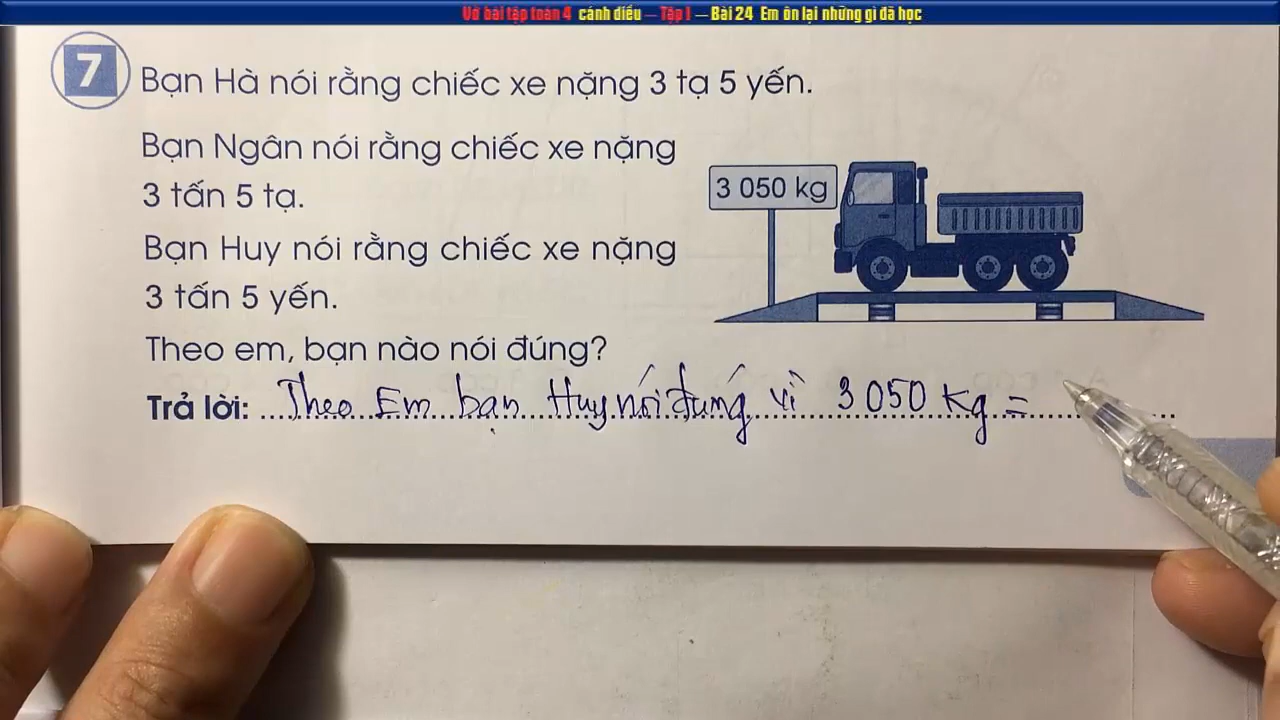 Vở bài tập toán 4 cánh diều – Tập 1 – Bài 24 Em ôn lại những gì đã học
7 Bạn Hà nói rằng chiếc xe nặng 3 tạ 5 yến.
Bạn Ngân nói rằng chiếc xe nặng
3 tấn 5 tạ.
3 050 kg
Bạn Huy nói rằng chiếc xe nặng
3 tấn 5 yến.
Theo em, bạn nào nói đúng?
Trả lời: Theo Em bạn Huy nói đúng vì 3 050 kg =